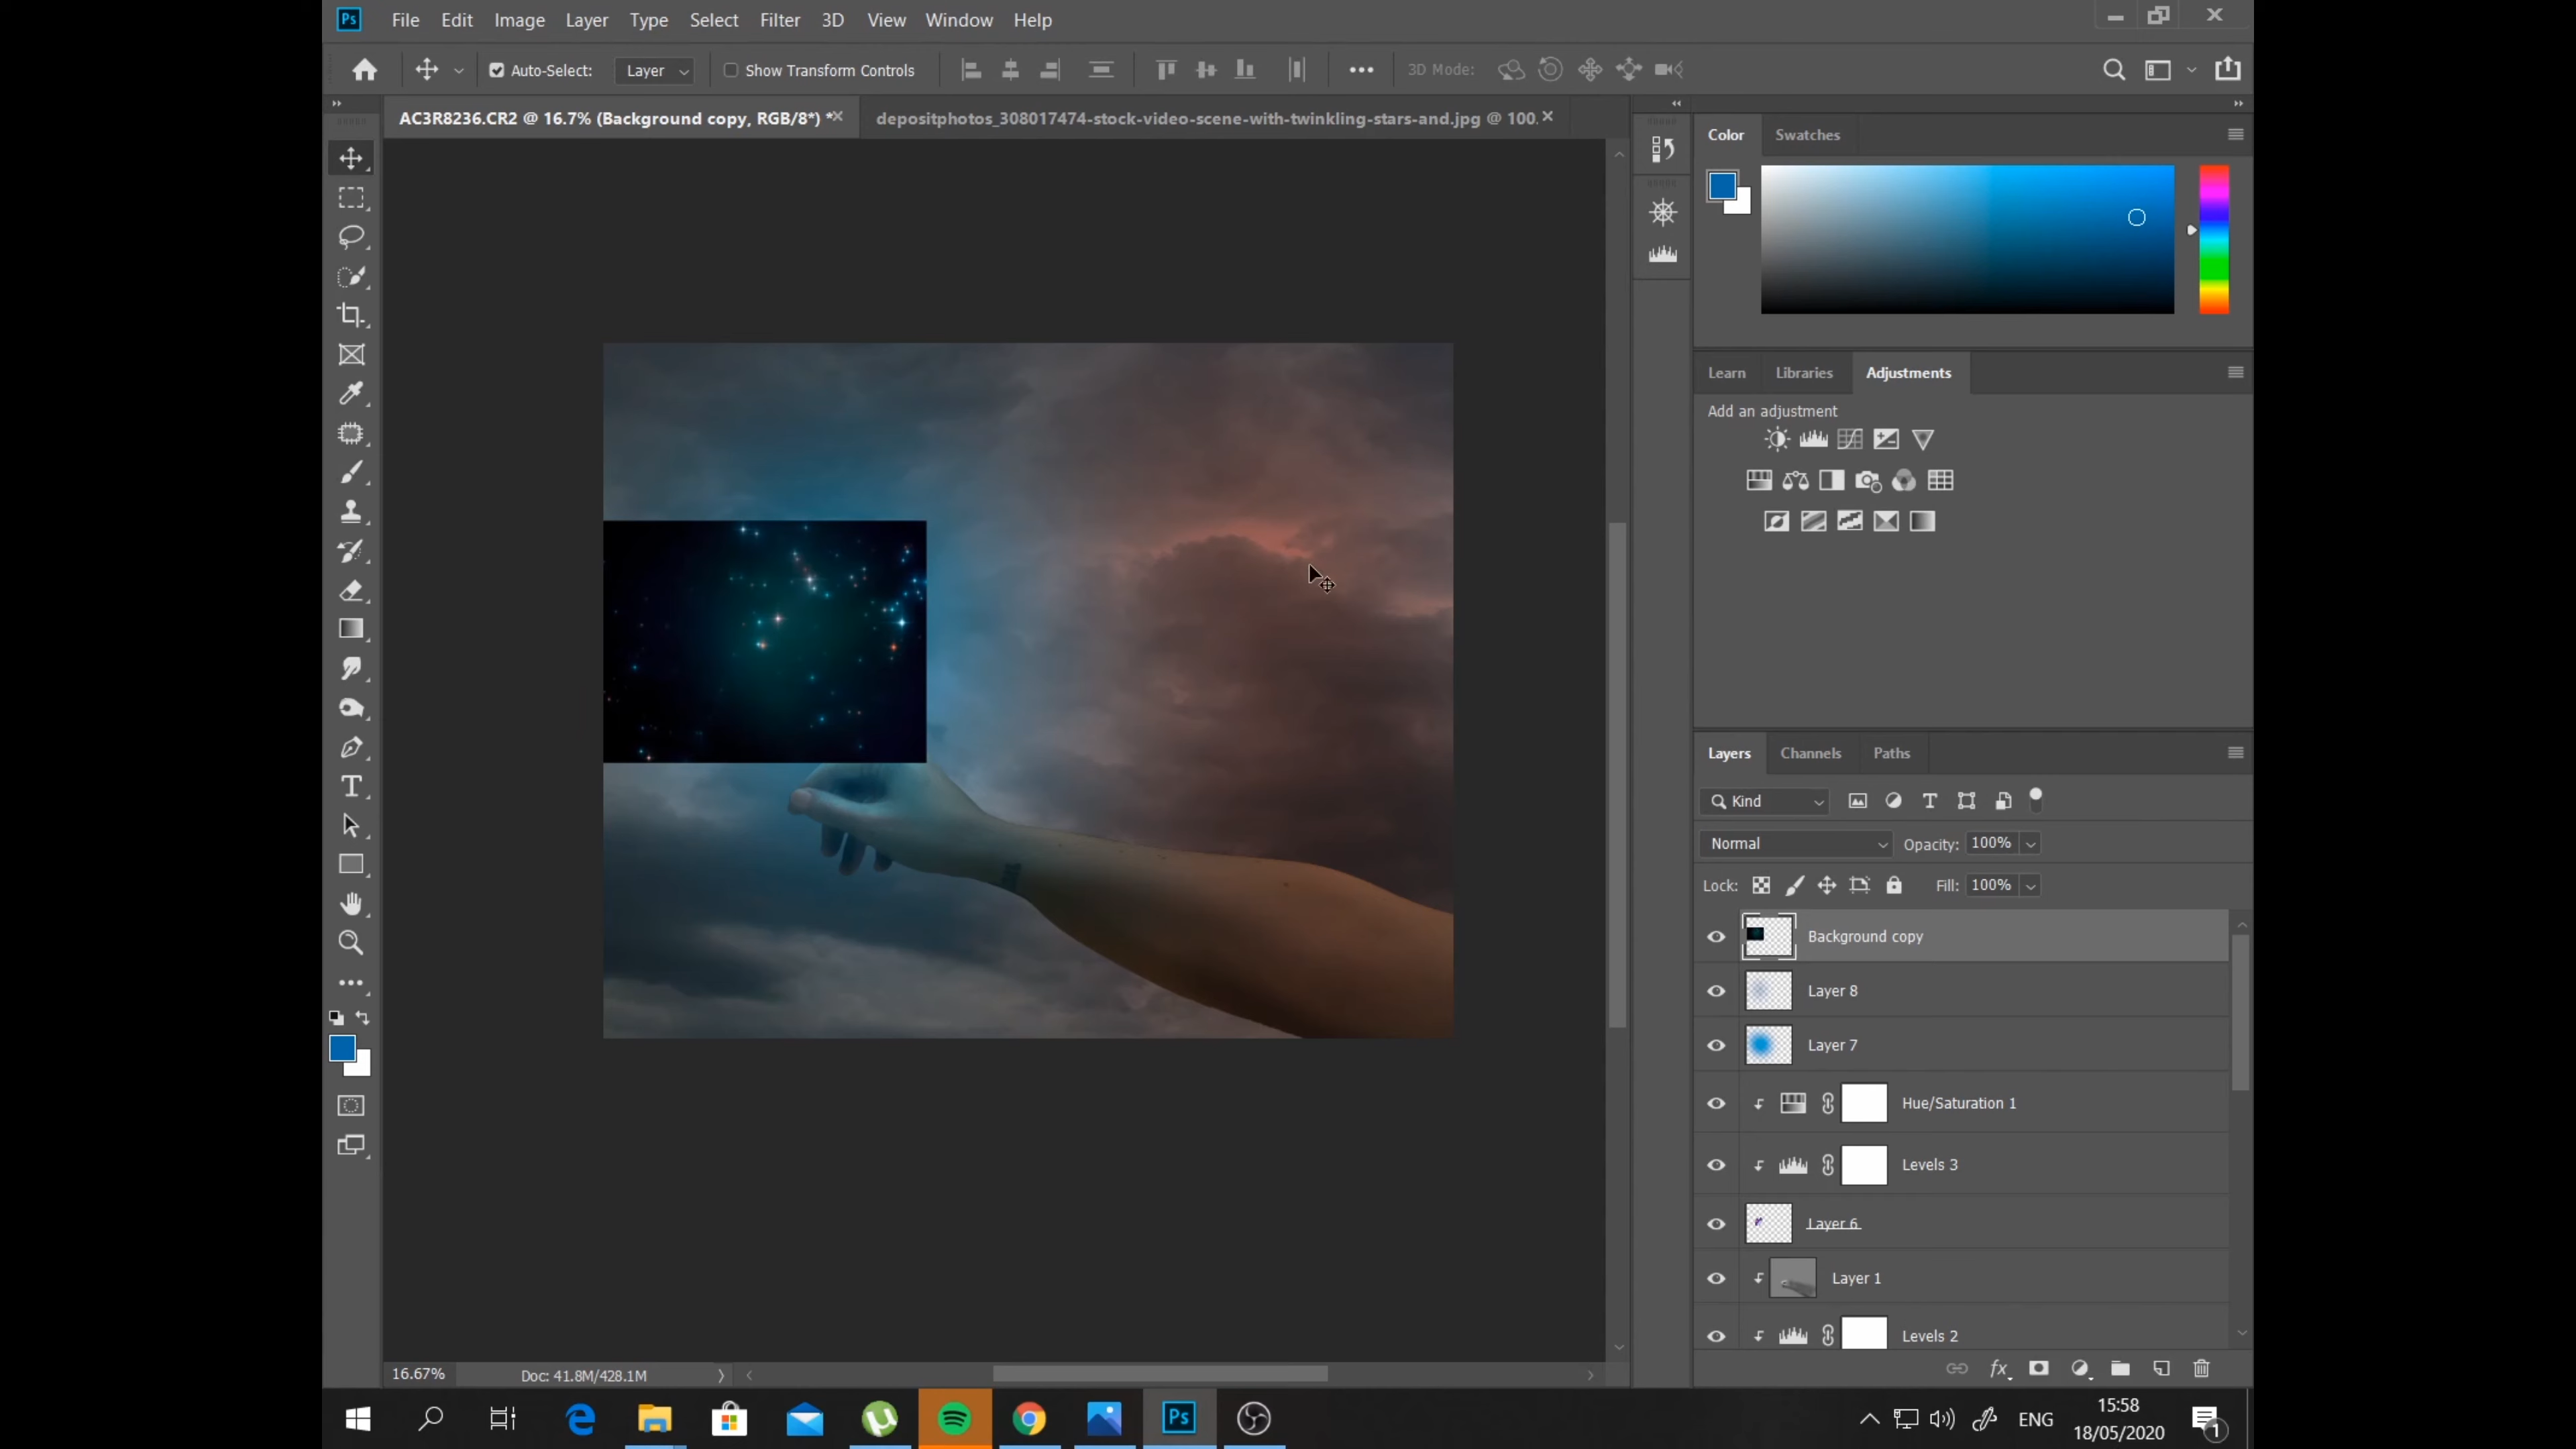 Ps File Edit Image Layer Type Select Filter 3D View Window Help
Auto-Select: Layer Show Transform Controls 3D Mode:
AC3R8236.CR2 @ 16.7% (Background copy, RGB/8*) * depositphotos_308017474-stock-video-scene-with-twinkling-stars-and.jpg @ 100.
Color Swatches
Learn Libraries Adjustments
Add an adjustment
Layers Channels Paths
Kind
Normal Opacity: 100%
Lock: Fill: 100%
Background copy
Layer 8
Layer 7
Hue/Saturation 1
Levels 3
Layer 6
Layer 1
Levels 2
16.67% Doc: 41.8M/428.1M
Ps ENG 15:58
18/05/2020
1